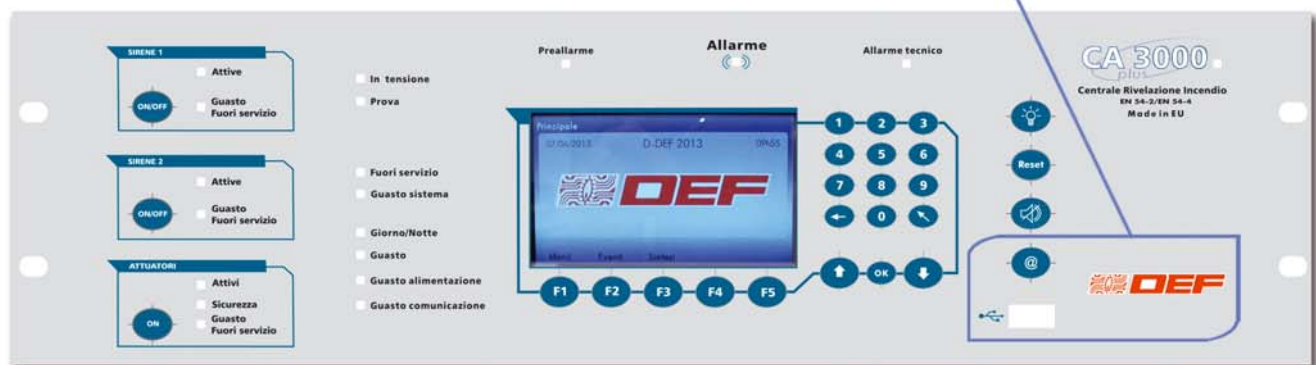 SIRENE 1
Attive
ON/OFF
Guasto
Fuori servizio
SIRENE 2
Attive
ON/OFF
Guasto
Fuori servizio
ATTUATORI
Attivi
Sicurezza
ON
Guasto
Fuori servizio
In tensione
Prova
Fuori servizio
Guasto sistema
Giorno/Notte
Guasto
Guasto alimentazione
Guasto comunicazione
Preallarme
Allarme
Allarme tecnico
Principale
D-DEF 2013
DEF
Menù Eventi Sintesi
F1 F2 F3 F4 F5
1 2 3
4 5 6
7 8 9
0
OK
CA 3000
plus
Centrale Rivelazione Incendio
EN 54-2/EN 54-4
Made in EU
Reset
@
DEF